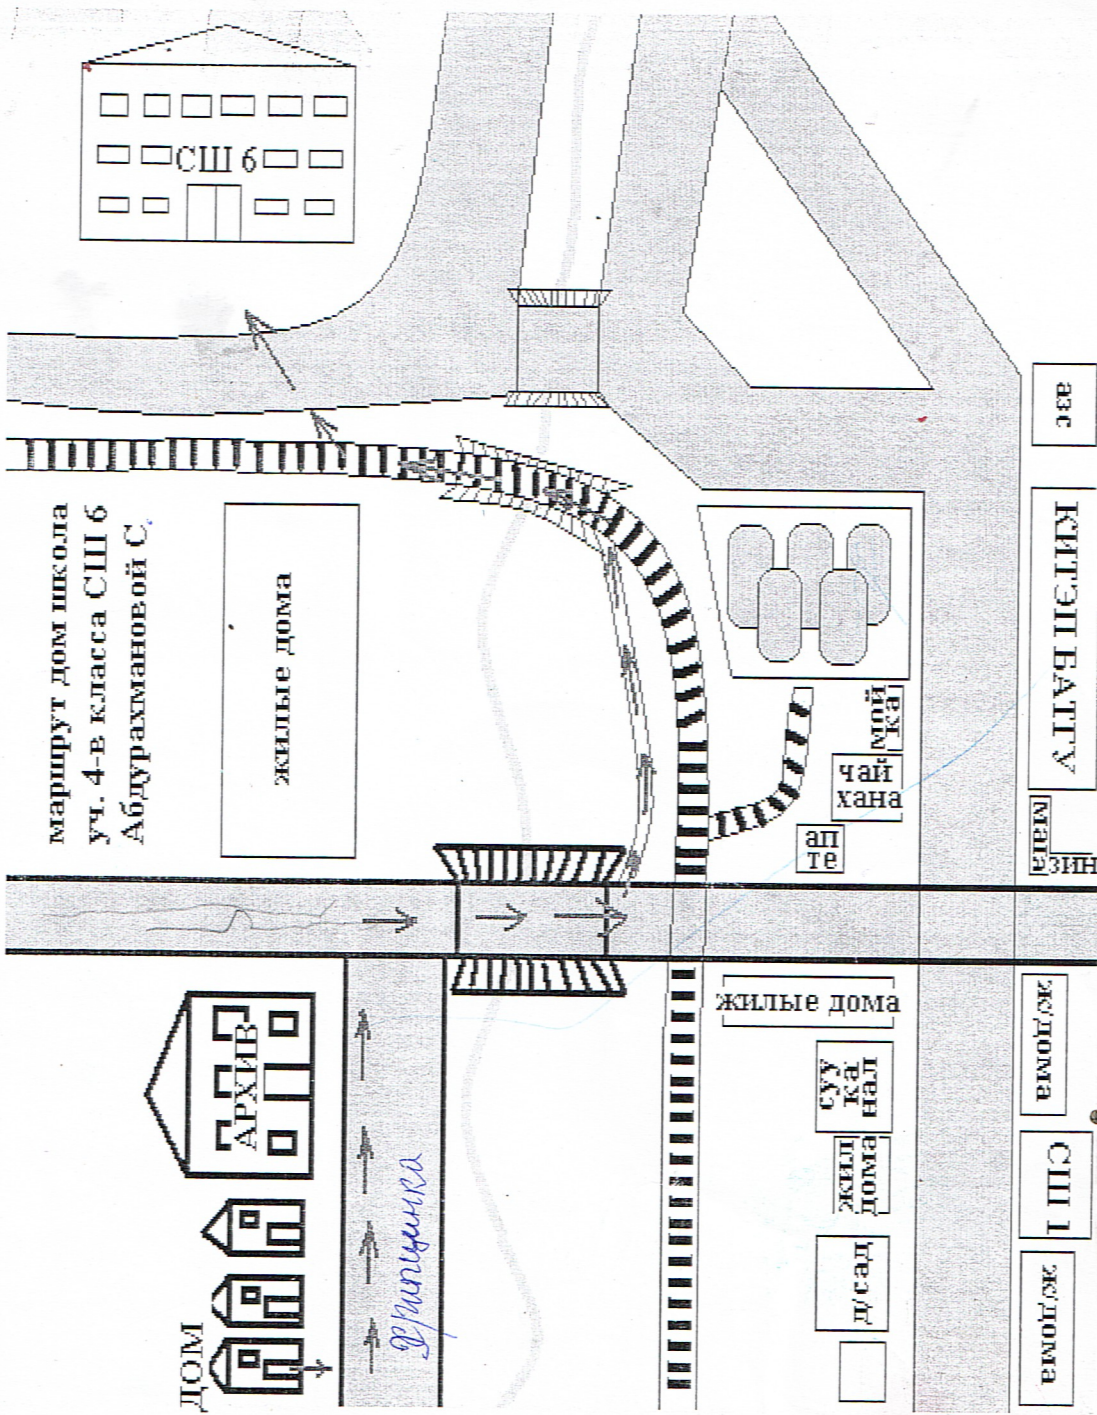 СШ 6
азс
маршрут дом школа
уч. 4-в класса СШ 6
Абдурахмановой С.
жилые дома
КИТЭП БАТГУ
мой
ка
чай
хана
ап
те
мага
зин
жилые дома
суу
ка
нал
жил
дома
д/сад
ж/дома
СШ 1
ж/дома
АРХИВ
ДОМ